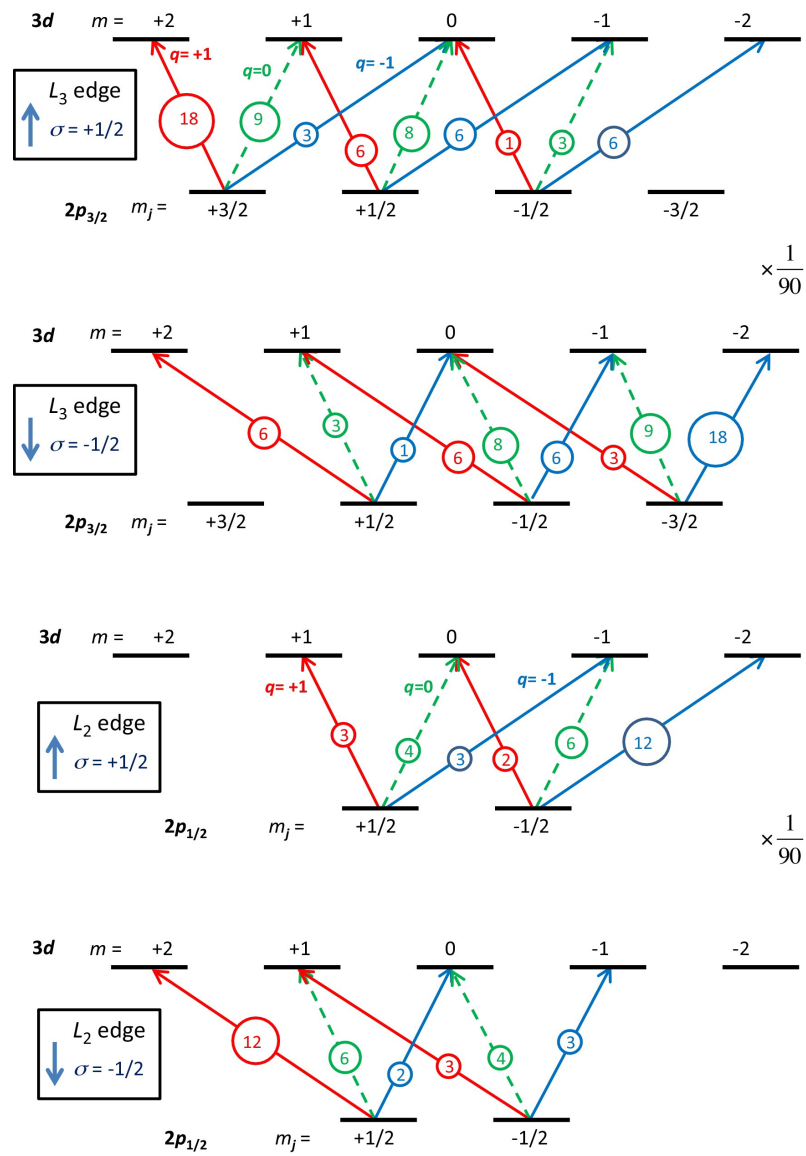 3d m = +2 +1 0 -1 -2
q= +1 q=0 q= -1
L3 edge
σ = +1/2
18 9 3 6 8 6 1 3 6
2p3/2 mj = +3/2 +1/2 -1/2 -3/2
× 1/90
3d m = +2 +1 0 -1 -2
L3 edge
σ = -1/2
6 3 1 6 8 6 3 9 18
2p3/2 mj = +3/2 +1/2 -1/2 -3/2
3d m = +2 +1 0 -1 -2
q= +1 q=0 q= -1
L2 edge
σ = +1/2
3 4 3 2 6 12
2p1/2 mj = +1/2 -1/2
× 1/90
3d m = +2 +1 0 -1 -2
L2 edge
σ = -1/2
12 6 2 3 4 3
2p1/2 mj = +1/2 -1/2